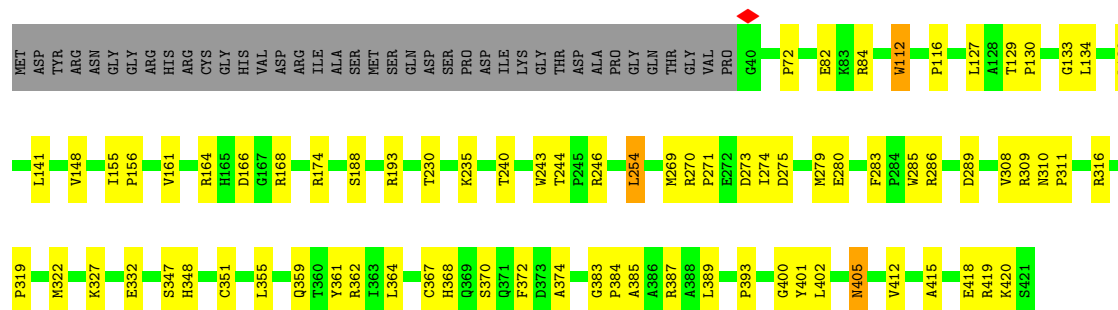 MET ASP TYR ARG ASN GLY GLY ARG HIS ARG CYS GLY HIS VAL ASP ARG ILE ALA SER MET SER GLN ASP SER PRO ASP ILE LYS GLY THR ASP ALA PRO GLY GLN THR GLY VAL PRO G40 P72 E82 K83 R84 W112 P116 L127 A128 T129 P130 G133 L134
L141 V148 I155 P156 V161 R164 H165 D166 G167 R168 R174 S188 R193 T230 K235 T240 W243 T244 P245 R246 L254 M269 R270 P271 E272 D273 I274 D275 M279 E280 F283 P284 W285 R286 D289 V308 R309 N310 P311 R316
P319 M322 K327 E332 S347 H348 C351 L355 Q359 T360 Y361 R362 I363 L364 C367 H368 Q369 S370 Q371 F372 D373 A374 G383 P384 A385 A386 R387 A388 L389 P393 G400 Y401 L402 N405 V412 A415 E418 R419 K420 S421